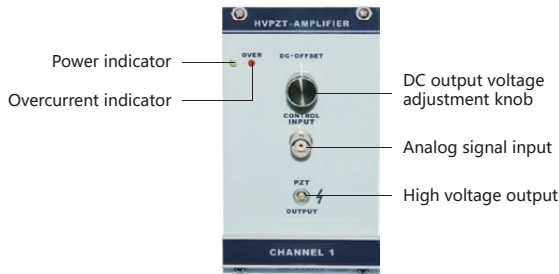 HVPZT-AMPLIFIER
OVER
DC-OFFSET
Power indicator
Overcurrent indicator
DC output voltage
adjustment knob
CONTROL
INPUT
Analog signal input
PZT
High voltage output
OUTPUT
CHANNEL 1